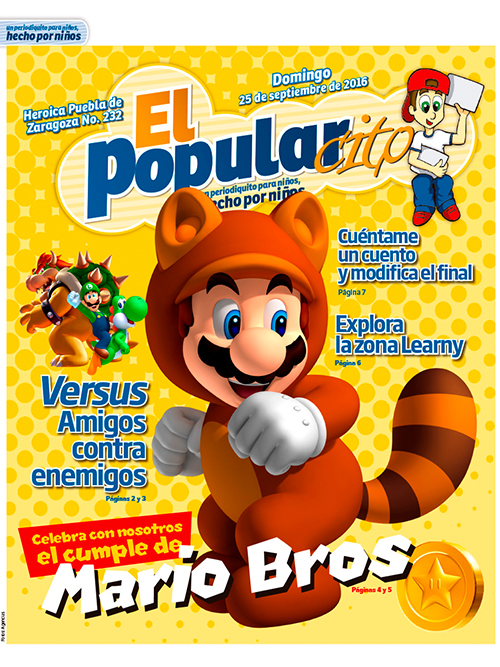 un periodiquito para niños,
hecho por niños
Heroica Puebla de
Zaragoza No. 232
Domingo
25 de septiembre de 2016
El
Popularcito
un periodiquito para niños,
hecho por niños
Cuéntame
un cuento
y modifica el final
Página 7
Explora
la zona Learny
Página 6
Versus
Amigos
contra
enemigos
Páginas 2 y 3
Celebra con nosotros
el cumple de
Mario Bros
Páginas 4 y 5